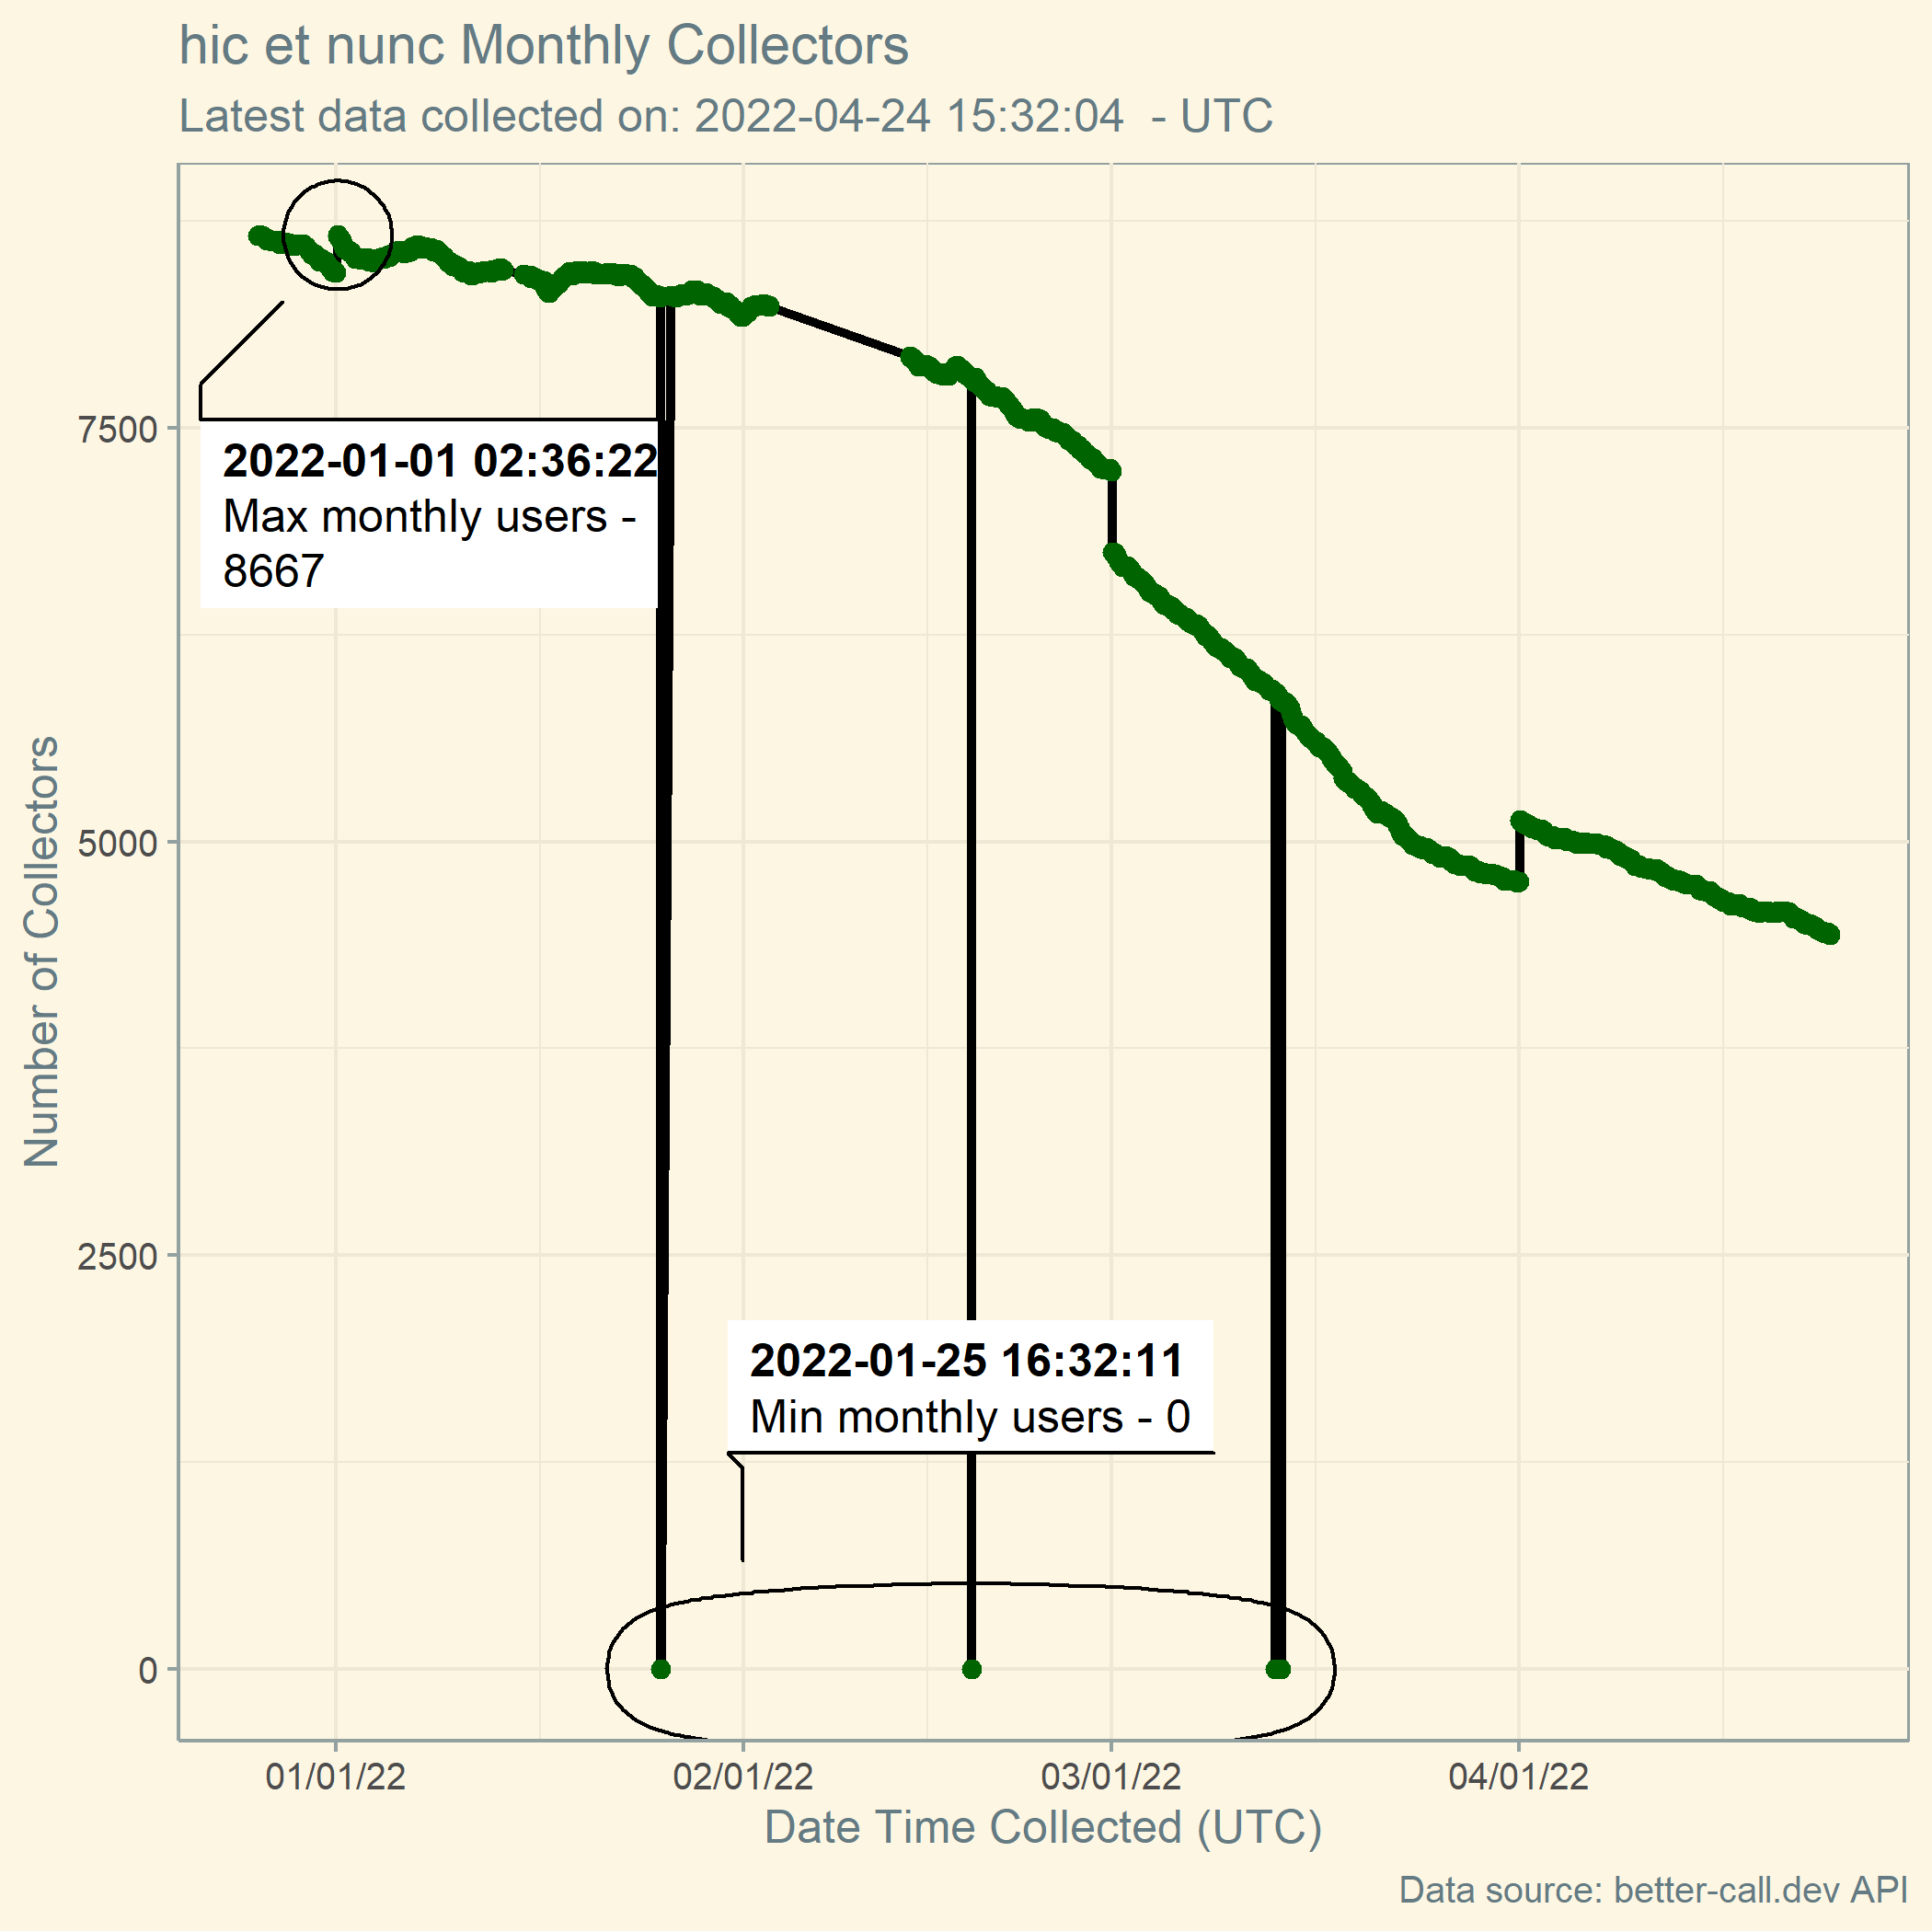 hic et nunc Monthly Collectors
Latest data collected on: 2022-04-24 15:32:04  - UTC
Number of Collectors
7500
5000
2500
0
2022-01-01 02:36:22
Max monthly users -
8667
2022-01-25 16:32:11
Min monthly users - 0
01/01/22
02/01/22
03/01/22
04/01/22
Date Time Collected (UTC)
Data source: better-call.dev API